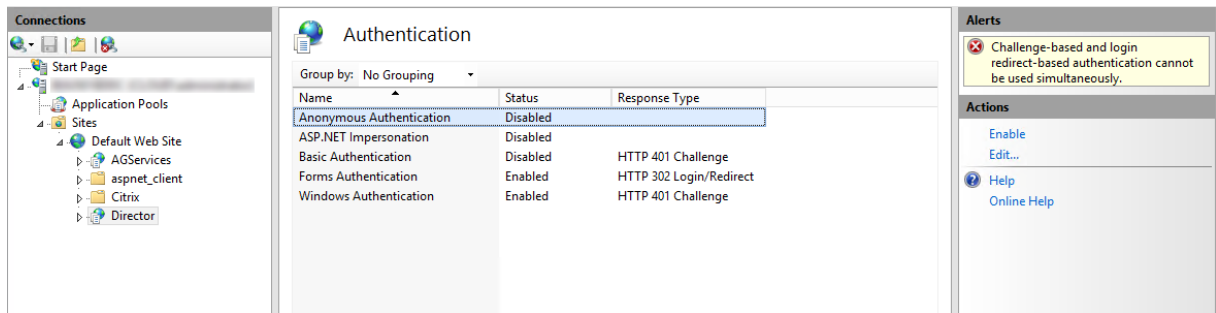 Connections
Start Page
Application Pools
Sites
Default Web Site
AGServices
aspnet_client
Citrix
Director
Authentication
Group by: No Grouping
Name Status Response Type
Anonymous Authentication Disabled
ASP.NET Impersonation Disabled
Basic Authentication Disabled HTTP 401 Challenge
Forms Authentication Enabled HTTP 302 Login/Redirect
Windows Authentication Enabled HTTP 401 Challenge
Alerts
Challenge-based and login
redirect-based authentication cannot
be used simultaneously.
Actions
Enable
Edit...
Help
Online Help